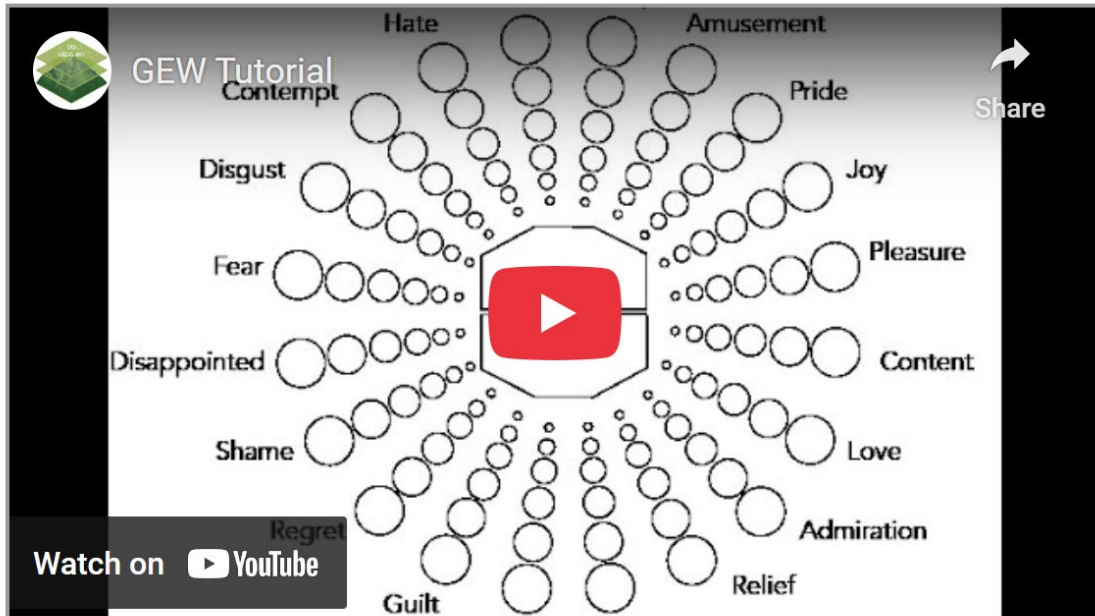 Hate
Amusement
GEW Tutorial
Share
Contempt
Pride
Disgust
Joy
Fear
Pleasure
Disappointed
Content
Shame
Love
Regret
Admiration
Watch on YouTube
Relief
Guilt